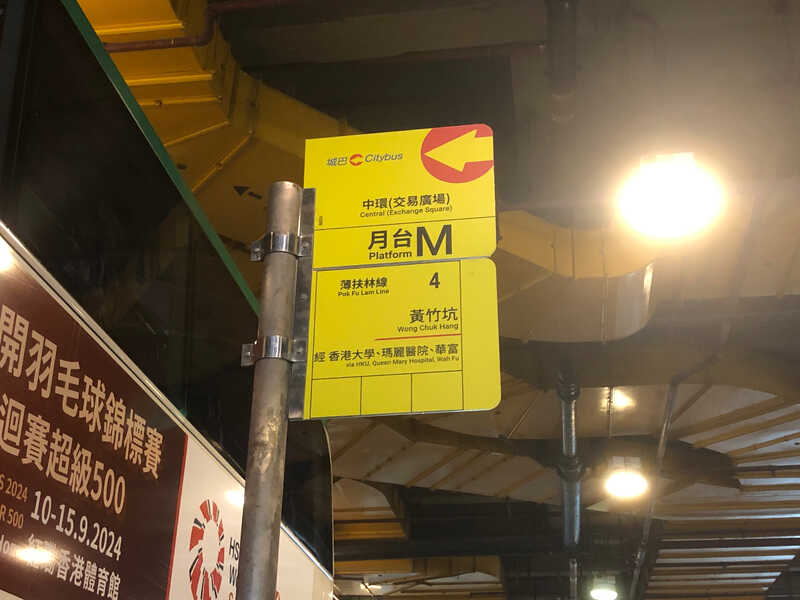 城巴 Citybus
中環(交易廣場)
Central (Exchange Square)
月台 M
Platform
薄扶林線 4
Pok Fu Lam Line
黃竹坑
Wong Chuk Hang
經 香港大學、瑪麗醫院、華富
via HKU, Queen Mary Hospital, Wah Fu
開羽毛球錦標賽
迴賽超級500
S 2024
R 500
10-15.9.2024
香港體育館
HS
W